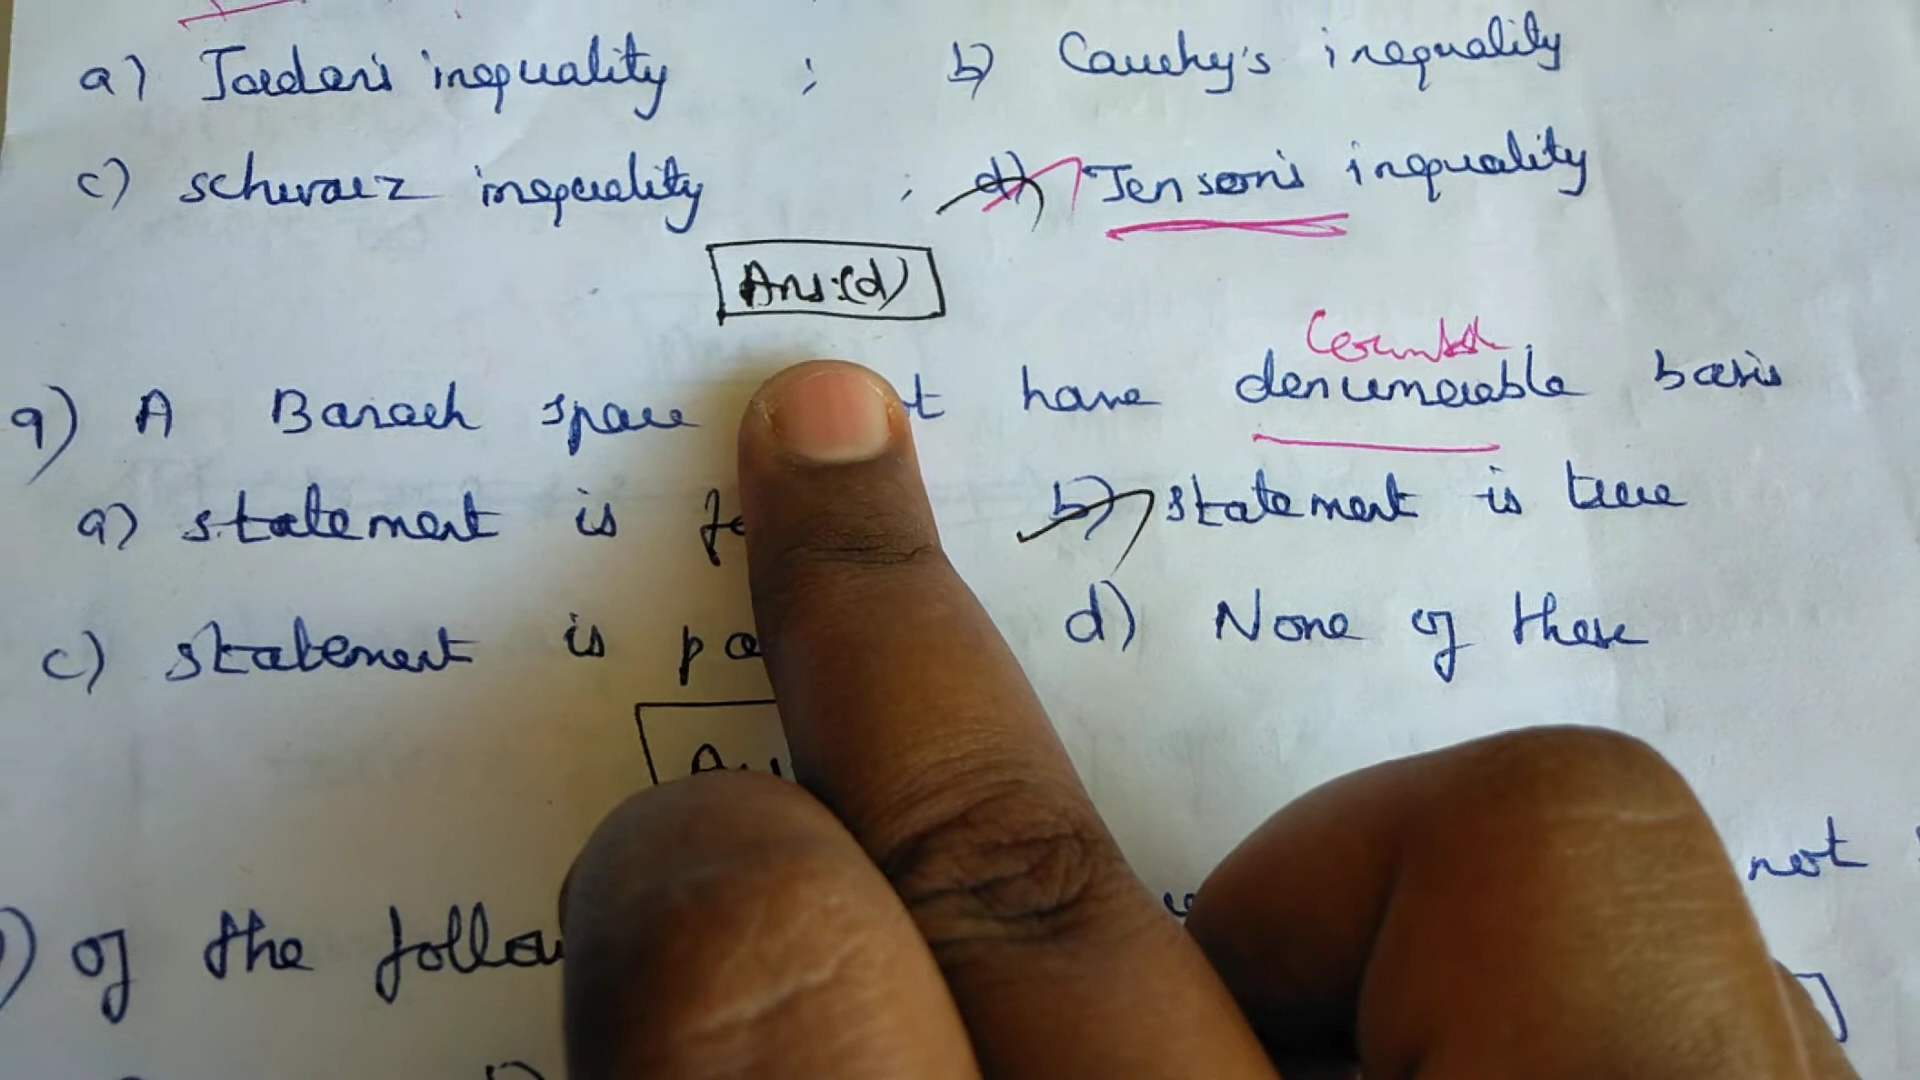 a) Jordan's inequality ; b) Cauchy's inequality
c) schwarz inequality ; d) Jenson's inequality
Ans:(d)
9) A Banach space have denumerable basis
a) statement is b) statement is true
c) statement is d) None of these
not
of the